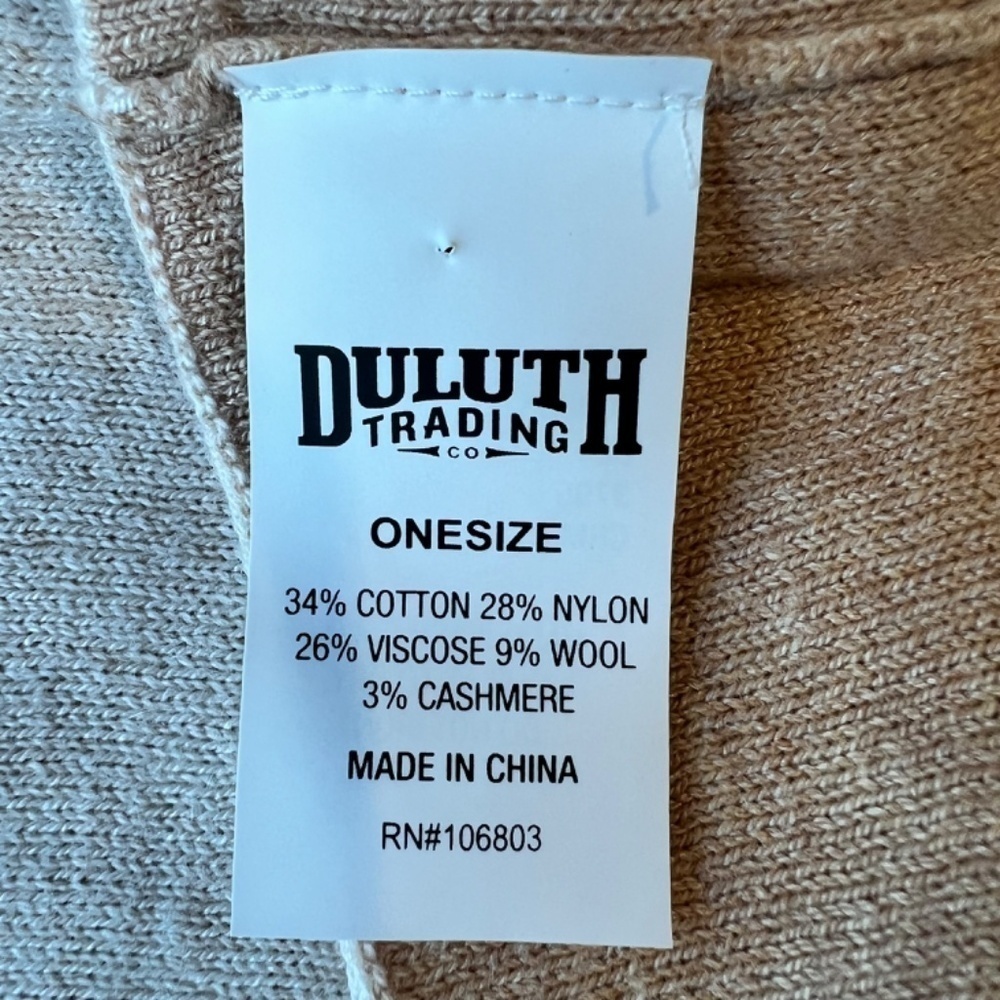 DULUTH
TRADING
CO
ONESIZE
34% COTTON 28% NYLON
26% VISCOSE 9% WOOL
3% CASHMERE
MADE IN CHINA
RN#106803